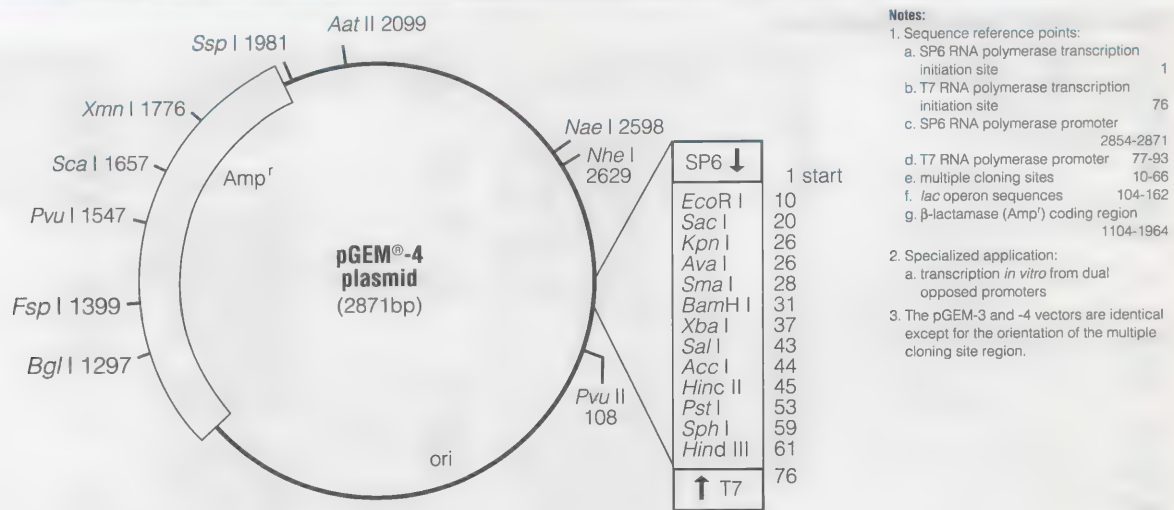 Aat II 2099
Ssp I 1981
Xmn I 1776
Sca I 1657
Pvu I 1547
Fsp I 1399
Bgl I 1297
Ampʳ
pGEM®-4
plasmid
(2871bp)
ori
Nae I 2598
Nhe I
2629
Pvu II
108
SP6 ↓
1 start
EcoR I 10
Sac I 20
Kpn I 26
Ava I 26
Sma I 28
BamH I 31
Xba I 37
Sal I 43
Acc I 44
Hinc II 45
Pst I 53
Sph I 59
Hind III 61
76
↑ T7
Notes:
1. Sequence reference points:
a. SP6 RNA polymerase transcription
initiation site 1
b. T7 RNA polymerase transcription
initiation site 76
c. SP6 RNA polymerase promoter
2854-2871
d. T7 RNA polymerase promoter 77-93
e. multiple cloning sites 10-66
f. lac operon sequences 104-162
g. β-lactamase (Ampʳ) coding region
1104-1964
2. Specialized application:
a. transcription in vitro from dual
opposed promoters
3. The pGEM-3 and -4 vectors are identical
except for the orientation of the multiple
cloning site region.